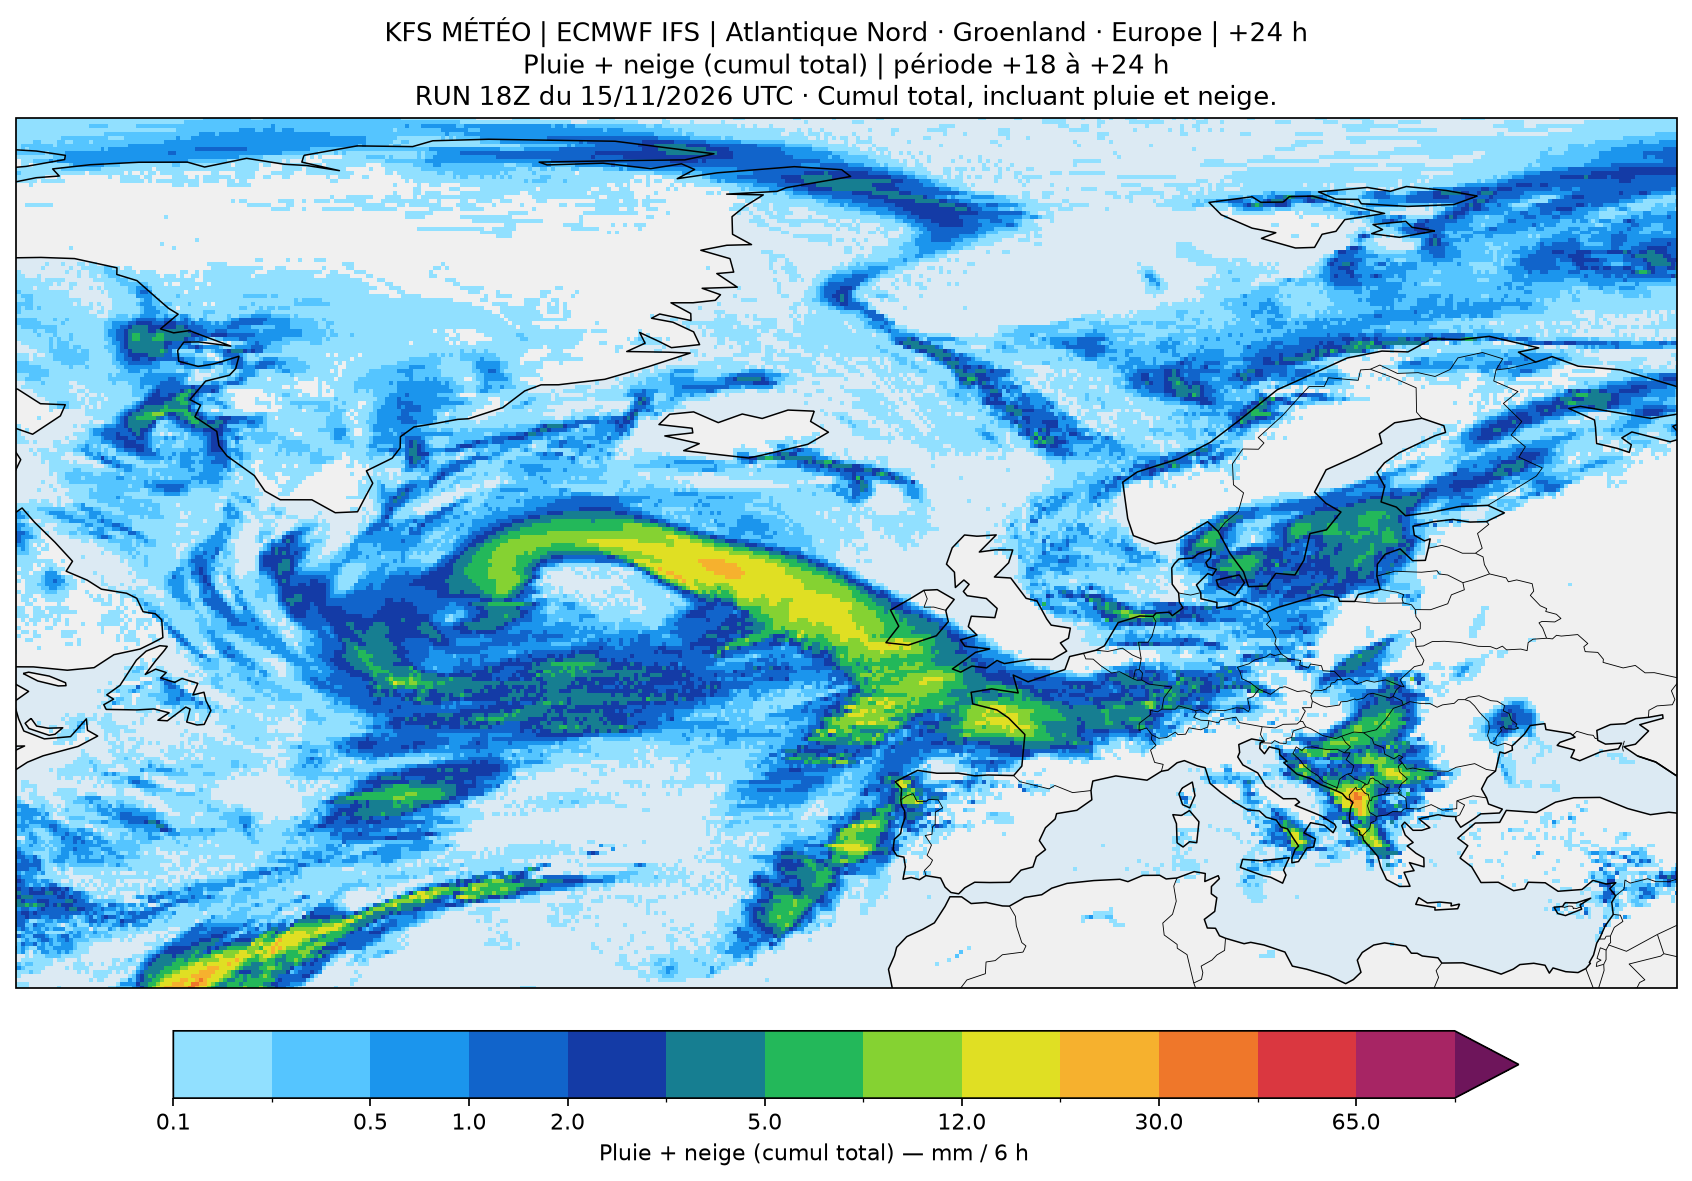 KFS MÉTÉO | ECMWF IFS | Atlantique Nord · Groenland · Europe | +24 h
Pluie + neige (cumul total) | période +18 à +24 h
RUN 18Z du 15/11/2026 UTC · Cumul total, incluant pluie et neige.
0.1 0.5 1.0 2.0 5.0 12.0 30.0 65.0
Pluie + neige (cumul total) — mm / 6 h